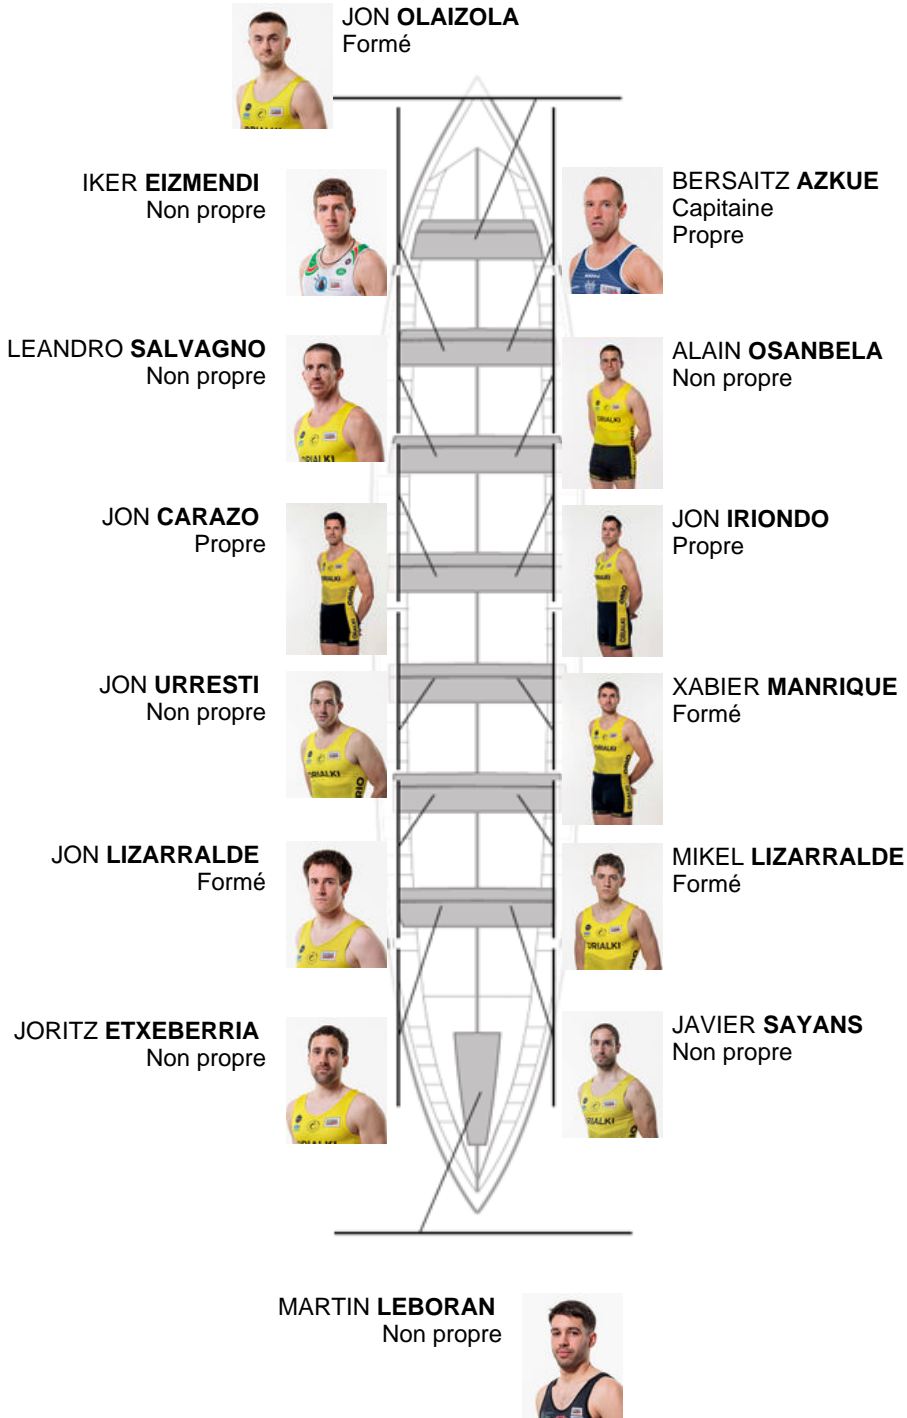 JON OLAIZOLA
Formé
IKER EIZMENDI
Non propre
BERSAITZ AZKUE
Capitaine
Propre
LEANDRO SALVAGNO
Non propre
ALAIN OSANBELA
Non propre
JON CARAZO
Propre
JON IRIONDO
Propre
JON URRESTI
Non propre
XABIER MANRIQUE
Formé
JON LIZARRALDE
Formé
MIKEL LIZARRALDE
Formé
JORITZ ETXEBERRIA
Non propre
JAVIER SAYANS
Non propre
MARTIN LEBORAN
Non propre